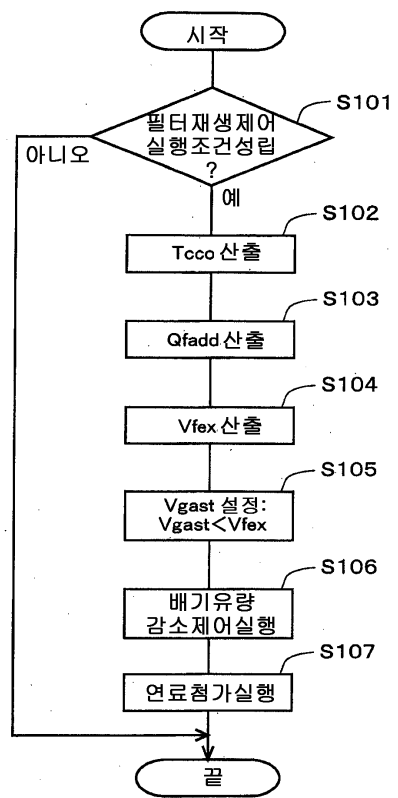 시작
S101
필터재생제어
실행조건성립
?
아니오
예
S102
Tcco 산출
S103
Qfadd 산출
S104
Vfex 산출
S105
Vgast 설정:
Vgast<Vfex
S106
배기유량
감소제어실행
S107
연료첨가실행
끝